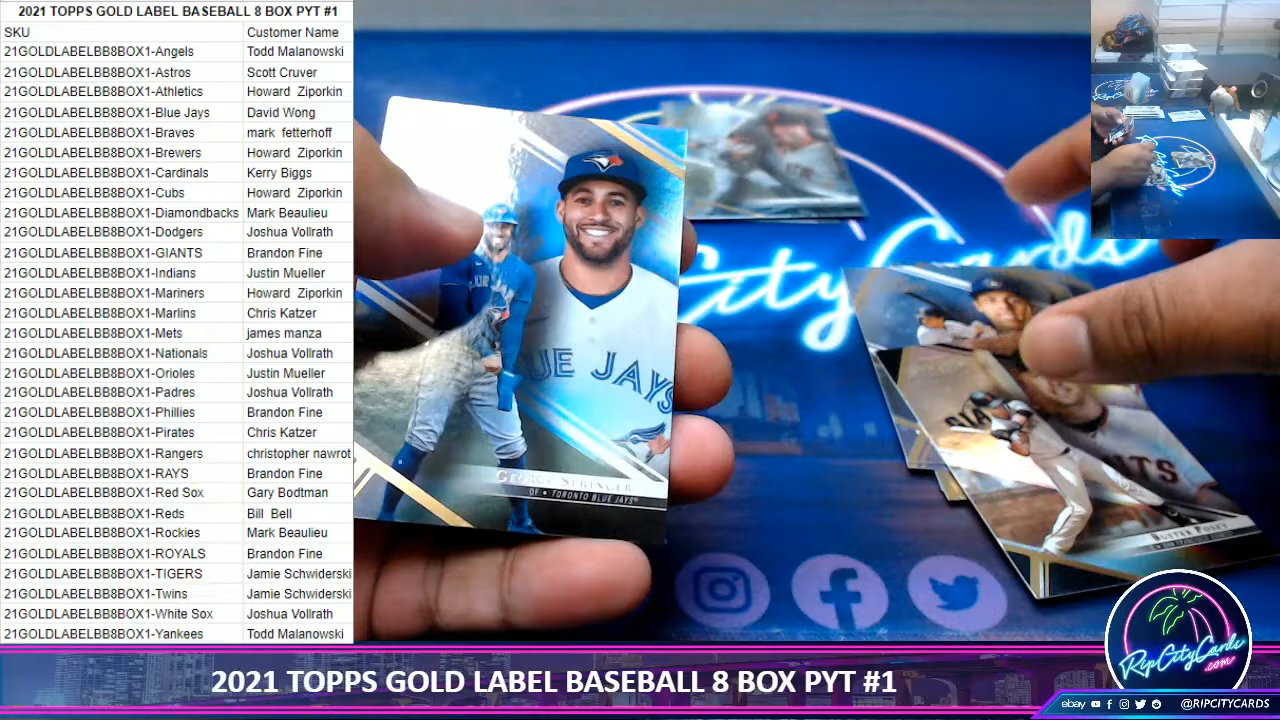 2021 TOPPS GOLD LABEL BASEBALL 8 BOX PYT #1
SKU Customer Name
21GOLDLABELBB8BOX1-Angels Todd Malanowski
21GOLDLABELBB8BOX1-Astros Scott Cruver
21GOLDLABELBB8BOX1-Athletics Howard Ziporkin
21GOLDLABELBB8BOX1-Blue Jays David Wong
21GOLDLABELBB8BOX1-Braves mark fetterhoff
21GOLDLABELBB8BOX1-Brewers Howard Ziporkin
21GOLDLABELBB8BOX1-Cardinals Kerry Biggs
21GOLDLABELBB8BOX1-Cubs Howard Ziporkin
21GOLDLABELBB8BOX1-Diamondbacks Mark Beaulieu
21GOLDLABELBB8BOX1-Dodgers Joshua Vollrath
21GOLDLABELBB8BOX1-GIANTS Brandon Fine
21GOLDLABELBB8BOX1-Indians Justin Mueller
21GOLDLABELBB8BOX1-Mariners Howard Ziporkin
21GOLDLABELBB8BOX1-Marlins Chris Katzer
21GOLDLABELBB8BOX1-Mets james manza
21GOLDLABELBB8BOX1-Nationals Joshua Vollrath
21GOLDLABELBB8BOX1-Orioles Justin Mueller
21GOLDLABELBB8BOX1-Padres Joshua Vollrath
21GOLDLABELBB8BOX1-Phillies Brandon Fine
21GOLDLABELBB8BOX1-Pirates Chris Katzer
21GOLDLABELBB8BOX1-Rangers christopher nawrot
21GOLDLABELBB8BOX1-RAYS Brandon Fine
21GOLDLABELBB8BOX1-Red Sox Gary Bodtman
21GOLDLABELBB8BOX1-Reds Bill Bell
21GOLDLABELBB8BOX1-Rockies Mark Beaulieu
21GOLDLABELBB8BOX1-ROYALS Brandon Fine
21GOLDLABELBB8BOX1-TIGERS Jamie Schwiderski
21GOLDLABELBB8BOX1-Twins Jamie Schwiderski
21GOLDLABELBB8BOX1-White Sox Joshua Vollrath
21GOLDLABELBB8BOX1-Yankees Todd Malanowski
UE JAYS
GEORGE SPRINGER
OF • TORONTO BLUE JAYS
City Cards
BUSTER POSEY
RipCityCards
.com
2021 TOPPS GOLD LABEL BASEBALL 8 BOX PYT #1
ebay @RIPCITYCARDS